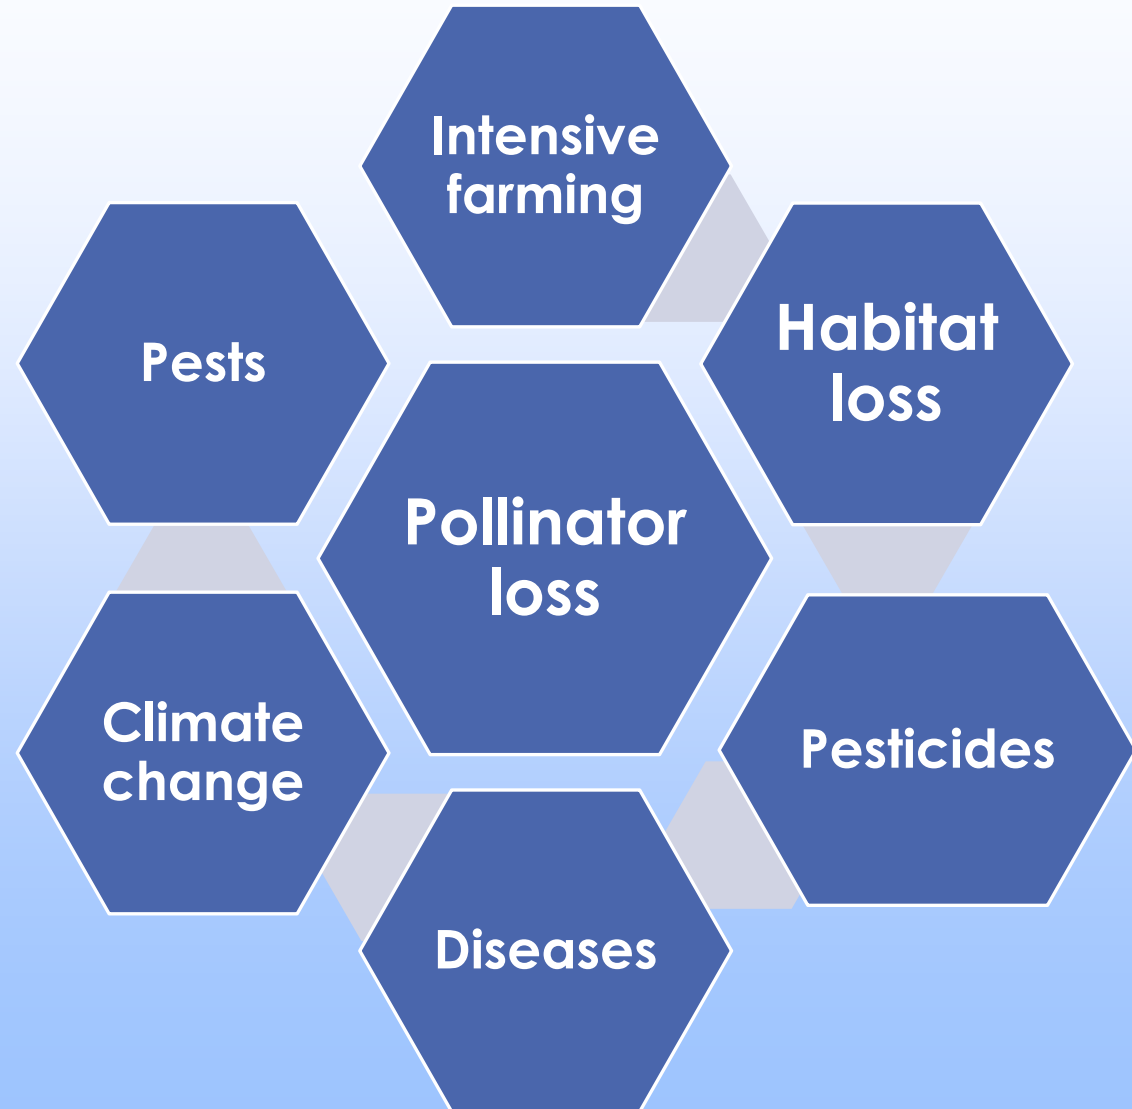 Intensive
farming
Habitat
loss
Pests
Pollinator
loss
Climate
change
Pesticides
Diseases